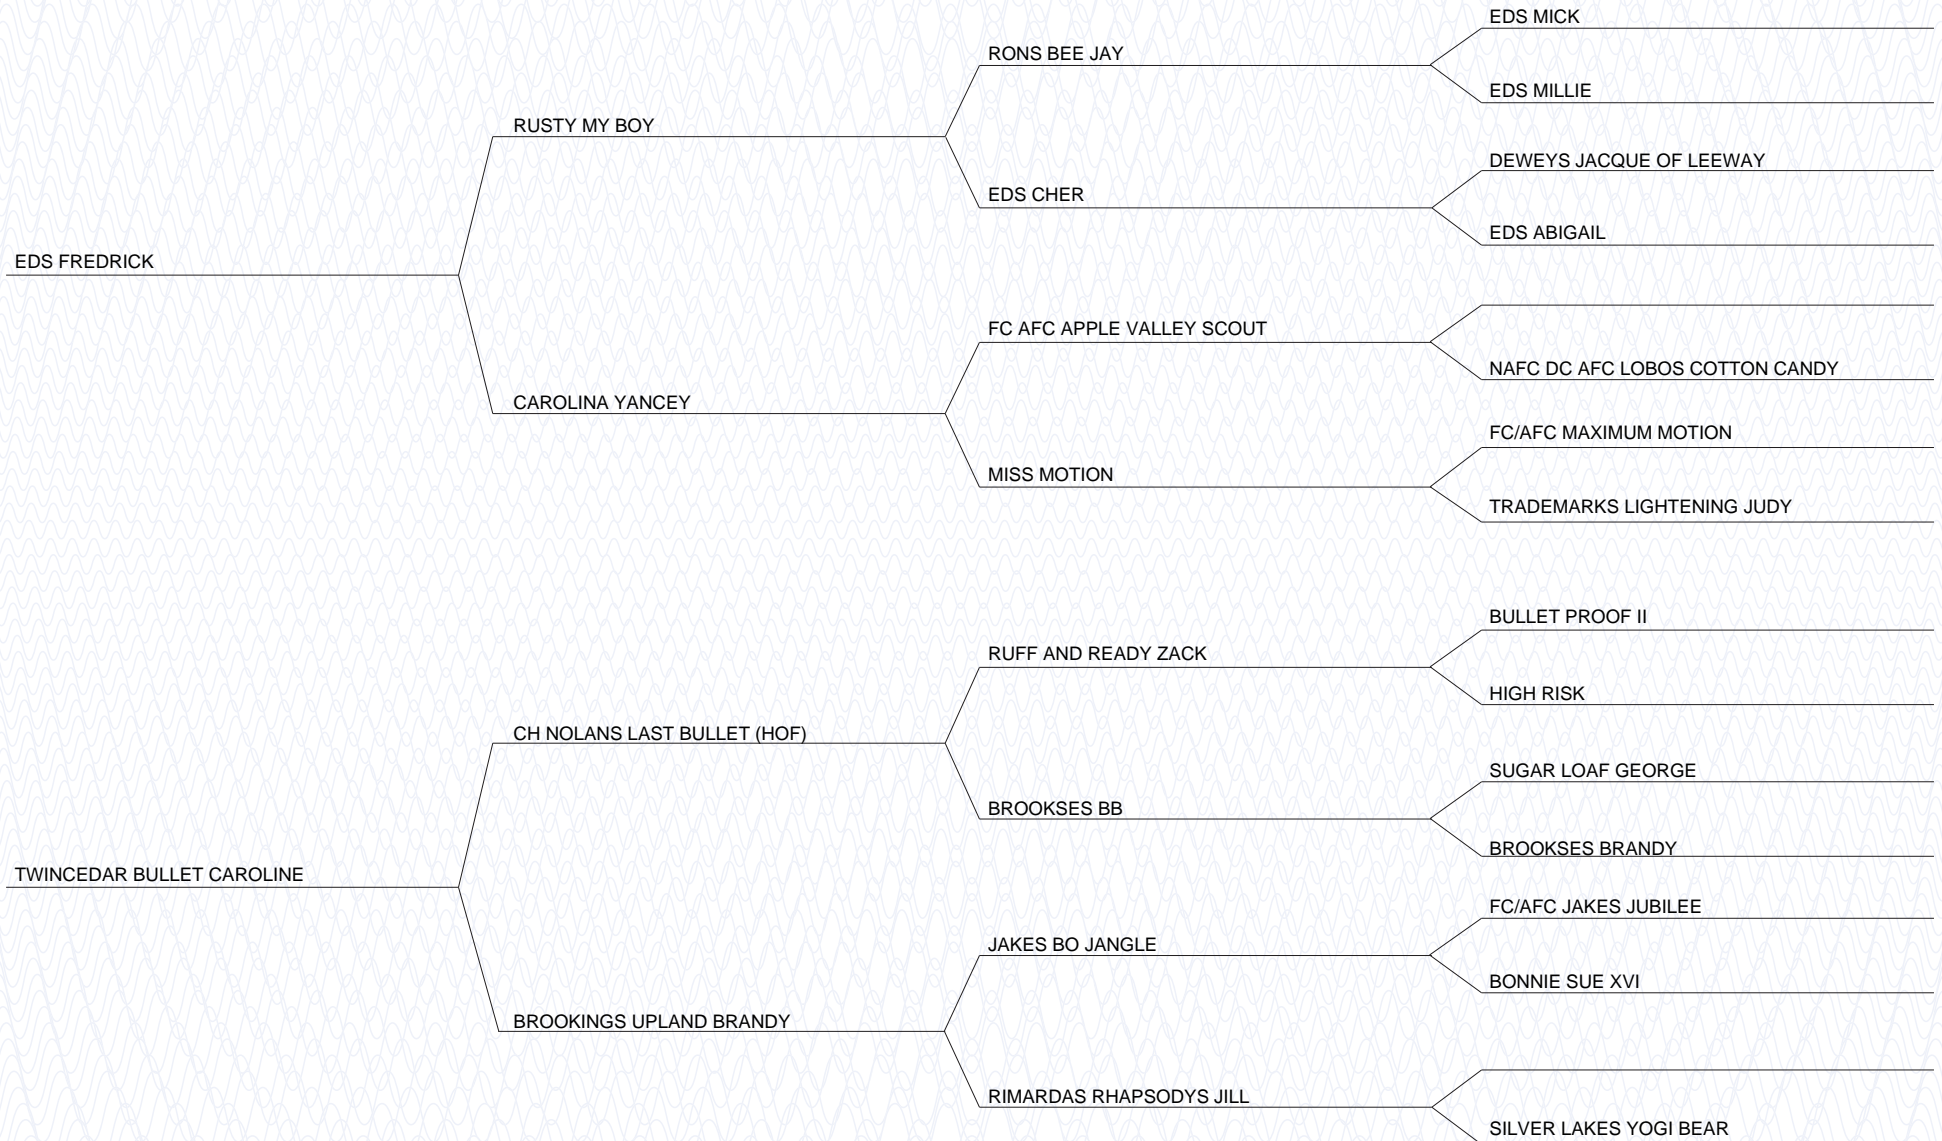 EDS MICK
RONS BEE JAY
EDS MILLIE
RUSTY MY BOY
DEWEYS JACQUE OF LEEWAY
EDS CHER
EDS ABIGAIL
EDS FREDRICK
FC AFC APPLE VALLEY SCOUT
NAFC DC AFC LOBOS COTTON CANDY
CAROLINA YANCEY
FC/AFC MAXIMUM MOTION
MISS MOTION
TRADEMARKS LIGHTENING JUDY
BULLET PROOF II
RUFF AND READY ZACK
HIGH RISK
CH NOLANS LAST BULLET (HOF)
SUGAR LOAF GEORGE
BROOKSES BB
BROOKSES BRANDY
TWINCEDAR BULLET CAROLINE
FC/AFC JAKES JUBILEE
JAKES BO JANGLE
BONNIE SUE XVI
BROOKINGS UPLAND BRANDY
RIMARDAS RHAPSODYS JILL
SILVER LAKES YOGI BEAR